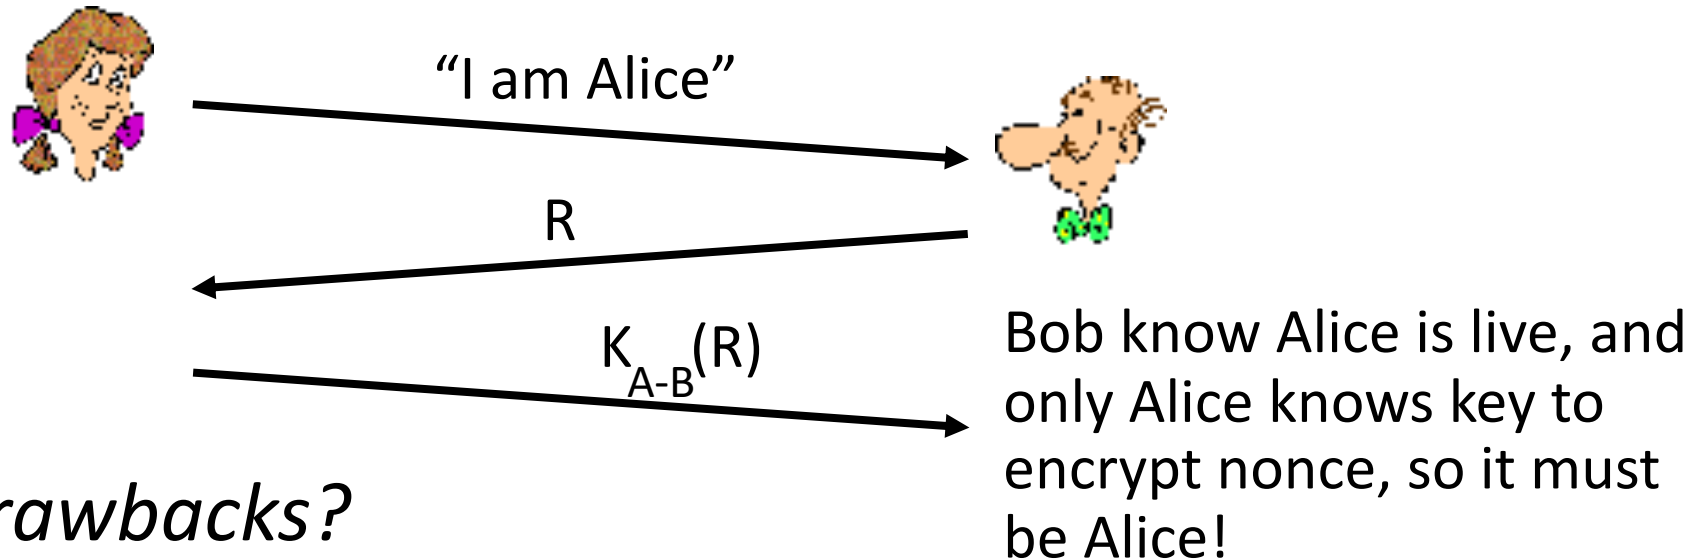 “I am Alice”
R
K A-B (R)
Bob know Alice is live, and
only Alice knows key to
encrypt nonce, so it must
be Alice!
rawbacks?